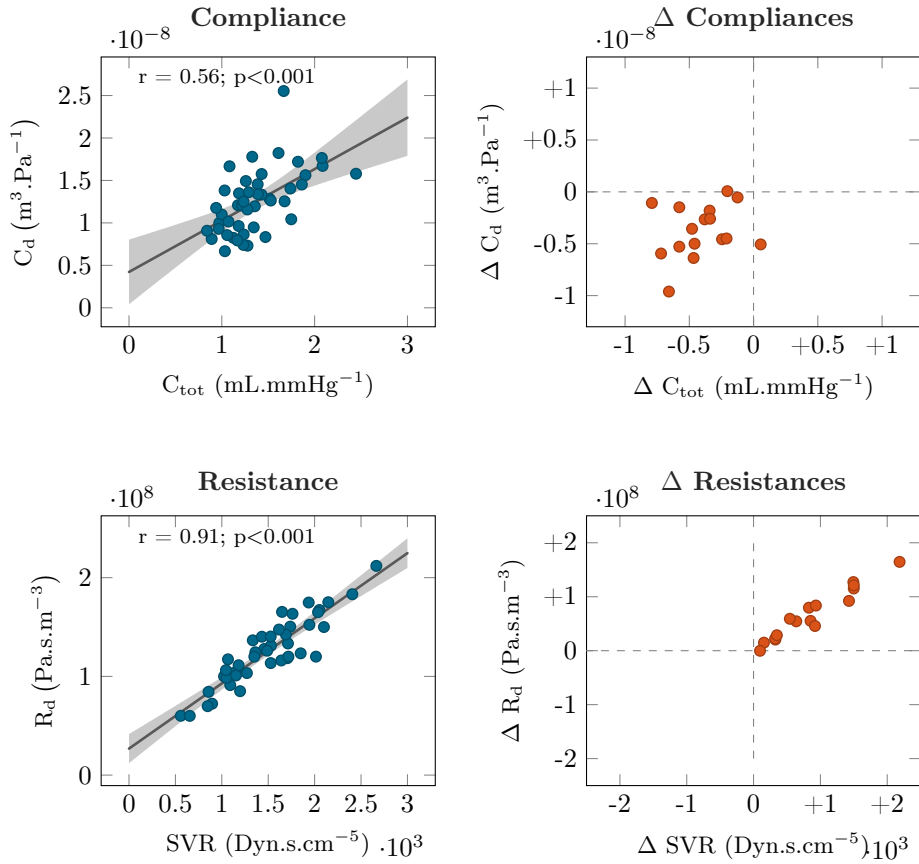 Compliance
·10−8
r = 0.56; p<0.001
2.5
2
1.5
1
0.5
0
Cd (m3.Pa−1)
0 1 2 3
Ctot (mL.mmHg−1)
Δ Compliances
·10−8
+1
+0.5
0
-0.5
-1
Δ Cd (m3.Pa−1)
-1 -0.5 0 +0.5 +1
Δ Ctot (mL.mmHg−1)
Resistance
·108
r = 0.91; p<0.001
2
1
0
Rd (Pa.s.m−3)
0 0.5 1 1.5 2 2.5 3
SVR (Dyn.s.cm−5) ·103
Δ Resistances
·108
+2
+1
0
-1
-2
Δ Rd (Pa.s.m−3)
-2 -1 0 +1 +2
Δ SVR (Dyn.s.cm−5) ·103